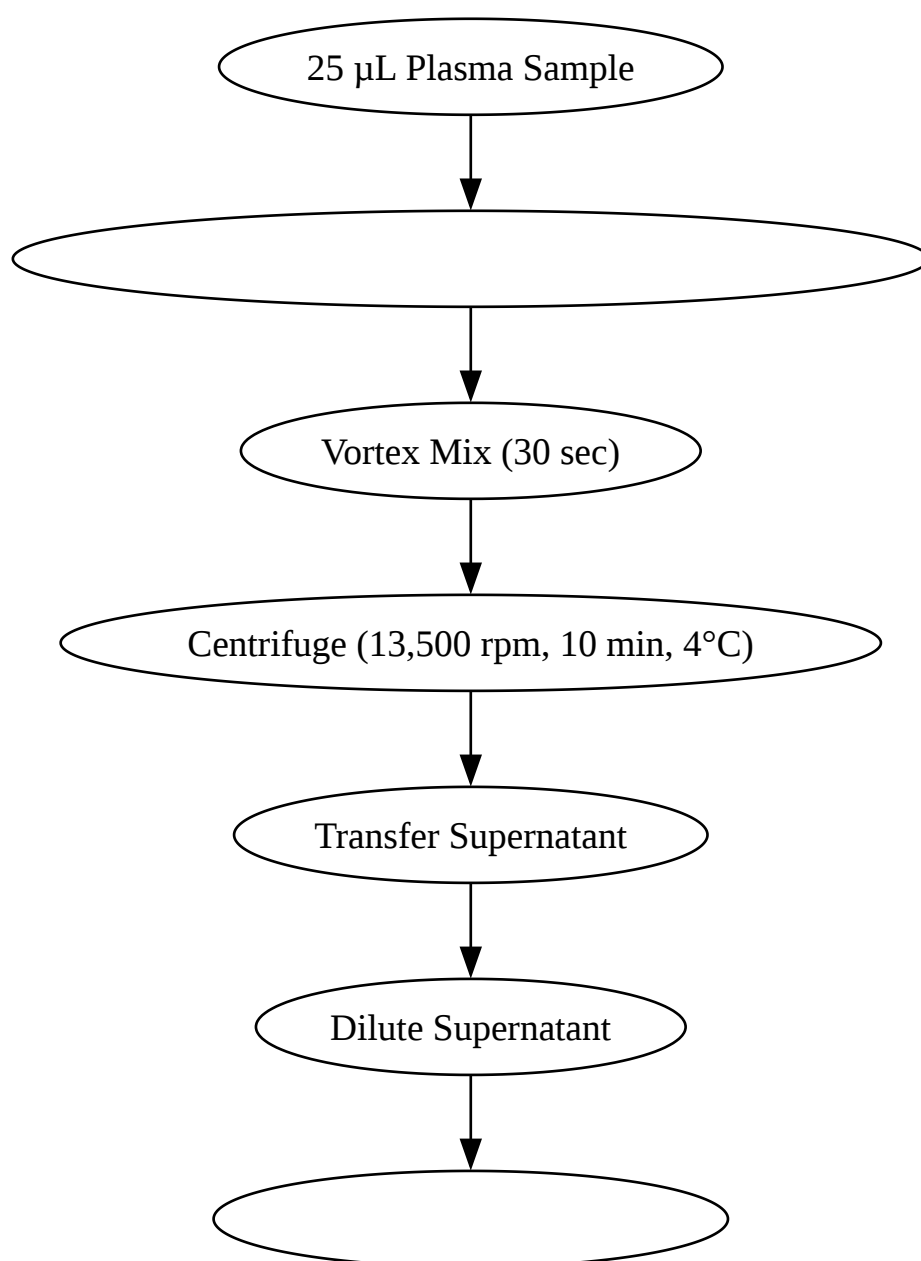 25 µL Plasma Sample
Vortex Mix (30 sec)
Centrifuge (13,500 rpm, 10 min, 4°C)
Transfer Supernatant
Dilute Supernatant